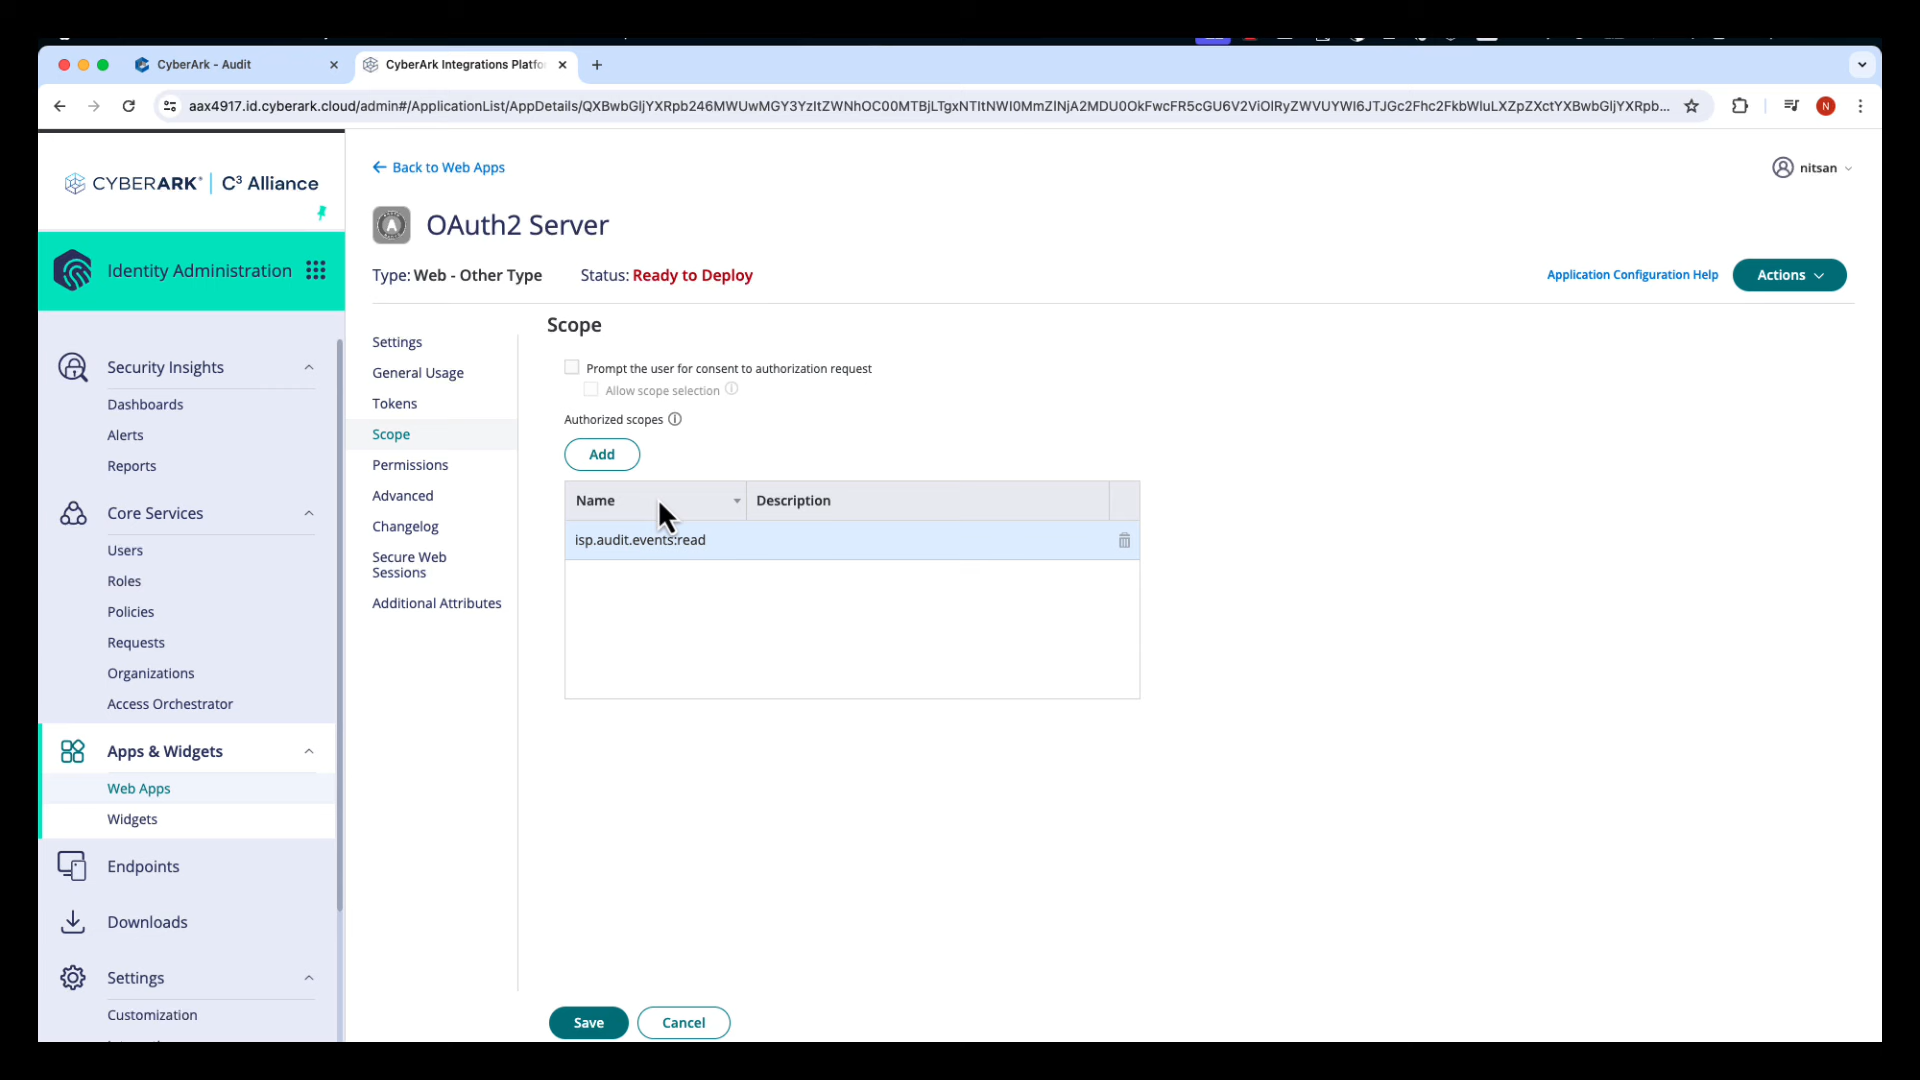 CyberArk - Audit
CyberArk Integrations Platfo
aax4917.id.cyberark.cloud/admin#/ApplicationList/AppDetails/
N
CYBERARK® | C³ Alliance
Identity Administration
Security Insights
Dashboards
Alerts
Reports
Core Services
Users
Roles
Policies
Requests
Organizations
Access Orchestrator
Apps & Widgets
Web Apps
Widgets
Endpoints
Downloads
Settings
Customization
Back to Web Apps
nitsan
OAuth2 Server
Type: Web - Other Type Status: Ready to Deploy
Application Configuration Help
Actions
Settings
General Usage
Tokens
Scope
Permissions
Advanced
Changelog
Secure Web
Sessions
Additional Attributes
Scope
Prompt the user for consent to authorization request
Allow scope selection
Authorized scopes
Add
Name Description
isp.audit.events:read
Save Cancel